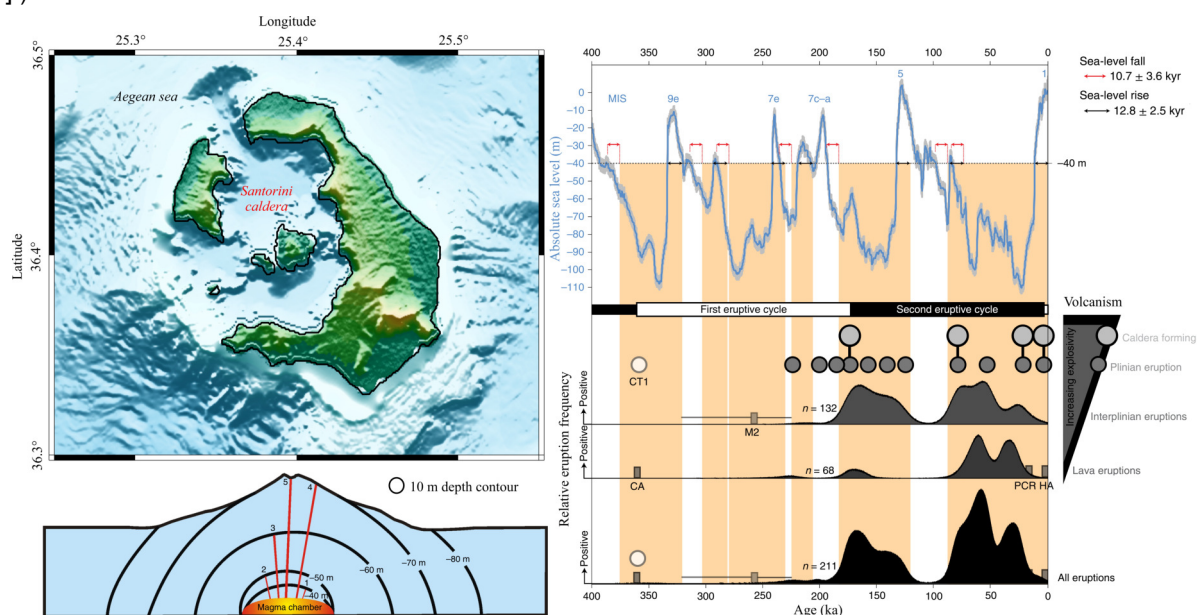 Longitude
25.3° 25.4° 25.5°
36.5°
36.4°
36.3°
Latitude
Aegean sea
Santorini
caldera
10 m depth contour
5
4
3
2
1
–40 m
–50 m
–60 m
–70 m
–80 m
Magma chamber
400 350 300 250 200 150 100 50 0
Absolute sea level (m)
0
–10
–20
–30
–40
–50
–60
–70
–80
–90
–100
–110
MIS 9e 7e 7c–a 5 1
–40 m
Sea-level fall
10.7 ± 3.6 kyr
Sea-level rise
12.8 ± 2.5 kyr
First eruptive cycle Second eruptive cycle
Volcanism
Increasing explosivity
Caldera forming
Plinian eruption
Interplinian eruptions
Lava eruptions
All eruptions
Relative eruption frequency
Positive
Positive
Positive
CT1
n = 132
M2
n = 68
CA
PCR HA
n = 211
400 350 300 250 200 150 100 50 0
Age (ka)